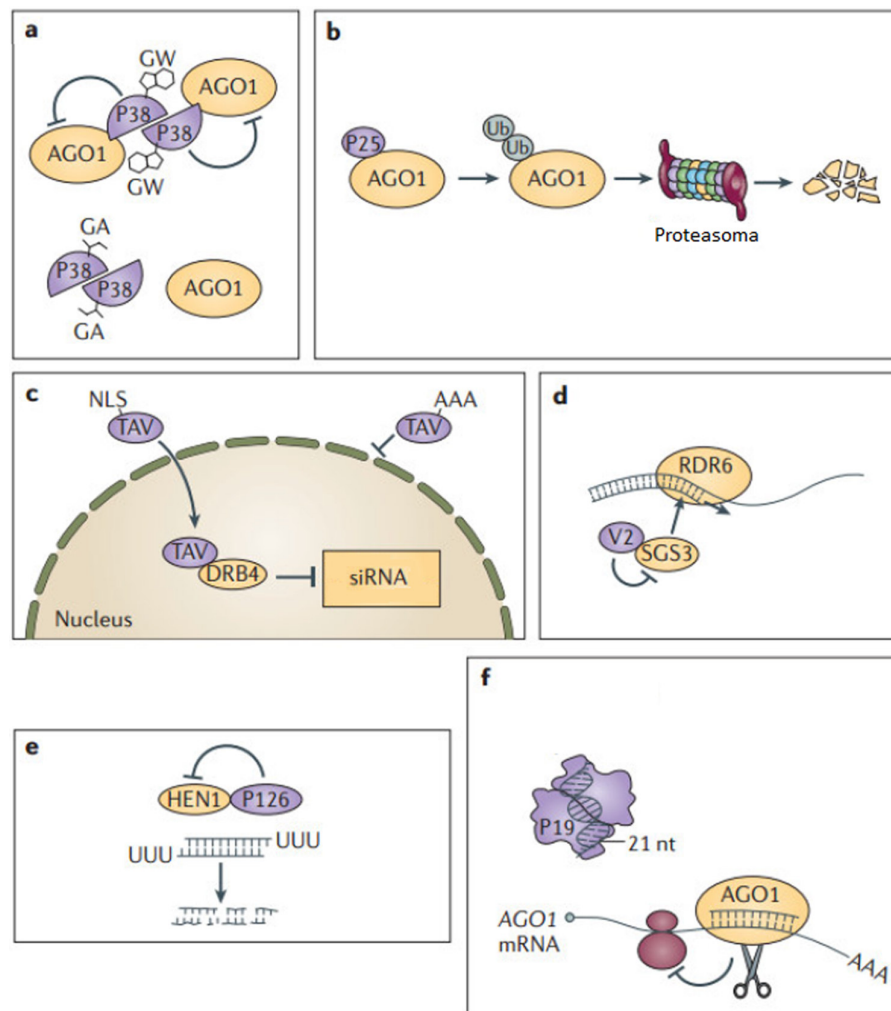 a
GW
AGO1
P38
P38
AGO1
GW
GA
P38
P38
AGO1
GA
b
P25
AGO1
Ub
Ub
AGO1
Proteasoma
c
NLS
TAV
AAA
TAV
TAV
DRB4
siRNA
Nucleus
d
RDR6
V2
SGS3
e
HEN1
P126
UUU
UUU
f
P19
21 nt
AGO1
AGO1
mRNA
AAA